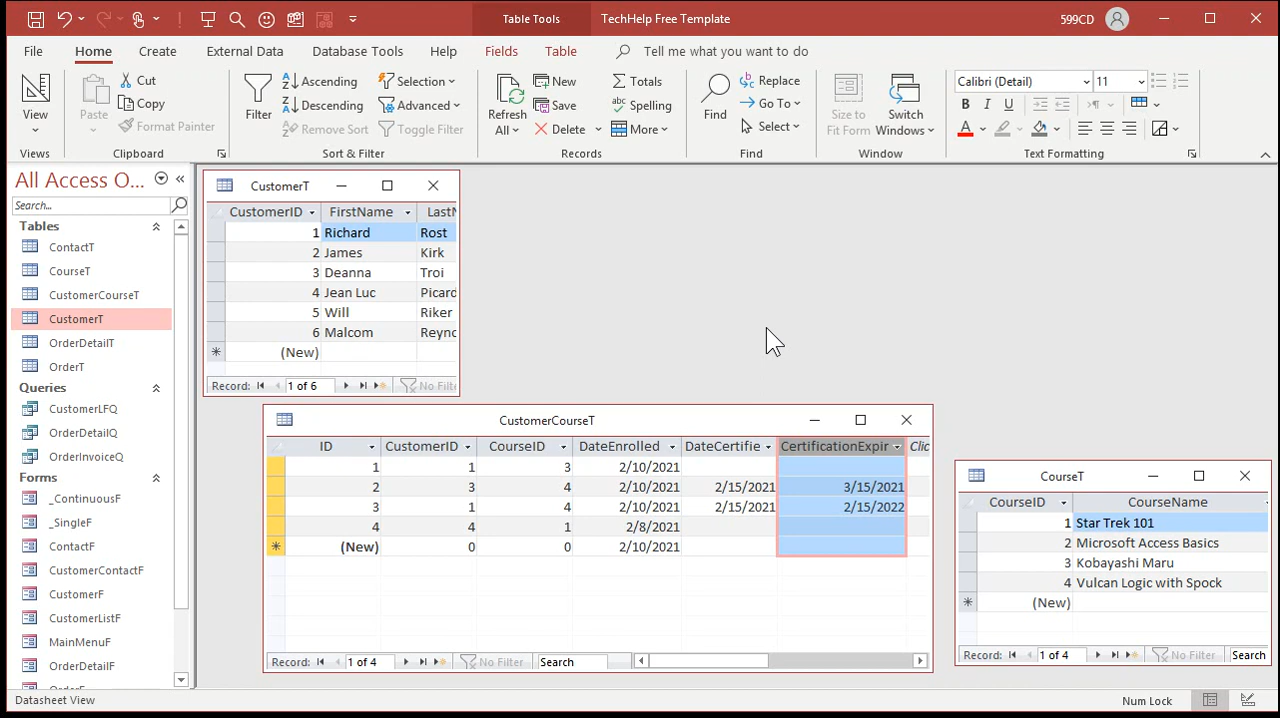 Table Tools
TechHelp Free Template
599CD
File
Home
Create
External Data
Database Tools
Help
Fields
Table
Tell me what you want to do
View
Views
Paste
Cut
Copy
Format Painter
Clipboard
Filter
Ascending
Descending
Remove Sort
Selection
Advanced
Toggle Filter
Sort & Filter
Refresh
All
New
Save
Delete
Totals
Spelling
More
Records
Find
Replace
Go To
Select
Find
Size to
Fit Form
Switch
Windows
Window
Calibri (Detail)
11
B I U
A
Text Formatting
All Access O...
Search...
Tables
ContactT
CourseT
CustomerCourseT
CustomerT
OrderDetailT
OrderT
Queries
CustomerLFQ
OrderDetailQ
OrderInvoiceQ
Forms
_ContinuousF
_SingleF
ContactF
CustomerContactF
CustomerF
CustomerListF
MainMenuF
OrderDetailF
OrderF
CustomerT
CustomerID FirstName LastN
1 Richard Rost
2 James Kirk
3 Deanna Troi
4 Jean Luc Picard
5 Will Riker
6 Malcom Reyno
(New)
Record: 1 of 6 No Filte
CustomerCourseT
ID CustomerID CourseID DateEnrolled DateCertifie CertificationExpir Clic
1 1 3 2/10/2021
2 3 4 2/10/2021 2/15/2021 3/15/2021
3 1 4 2/10/2021 2/15/2021 2/15/2022
4 4 1 2/8/2021
(New) 0 0 2/10/2021
Record: 1 of 4 No Filter Search
CourseT
CourseID CourseName
1 Star Trek 101
2 Microsoft Access Basics
3 Kobayashi Maru
4 Vulcan Logic with Spock
(New)
Record: 1 of 4 No Filter Search
Datasheet View
Num Lock